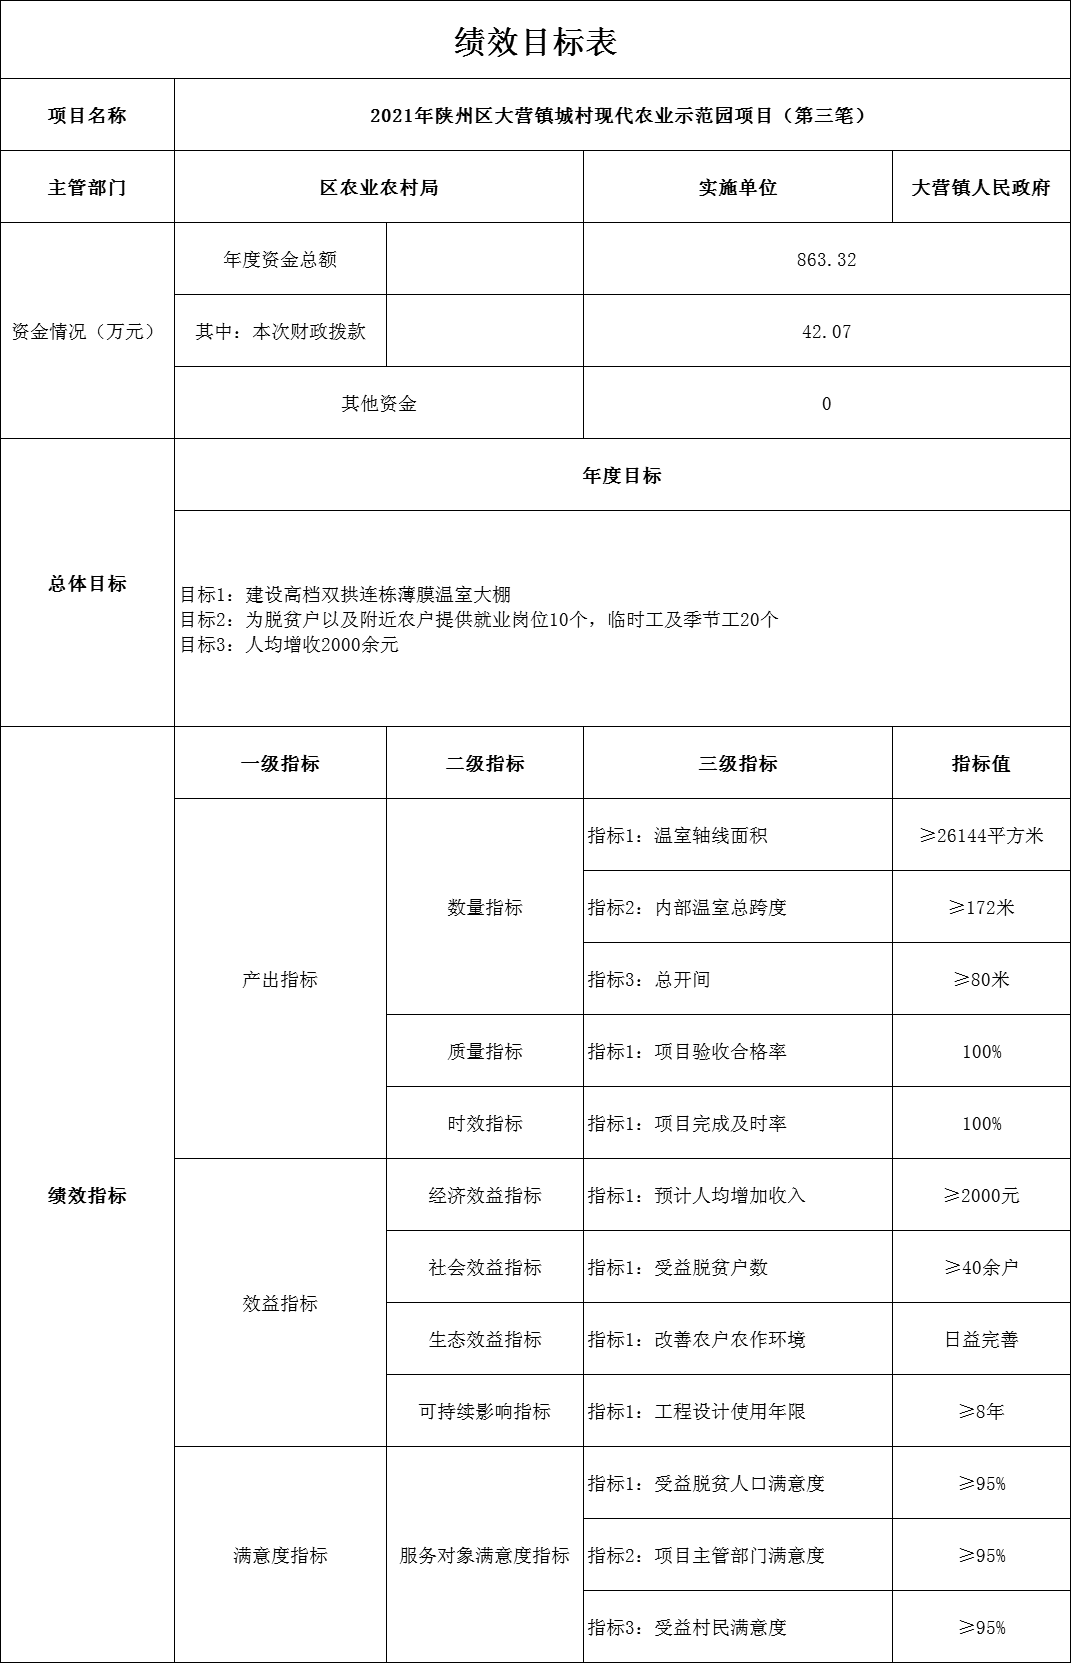 绩效目标表
项目名称
2021年陕州区大营镇城村现代农业示范园项目（第三笔）
主管部门
区农业农村局
实施单位
大营镇人民政府
资金情况（万元）
年度资金总额
863.32
其中：本次财政拨款
42.07
其他资金
0
总体目标
年度目标
目标1：建设高档双拱连栋薄膜温室大棚
目标2：为脱贫户以及附近农户提供就业岗位10个，临时工及季节工20个
目标3：人均增收2000余元
绩效指标
一级指标
二级指标
三级指标
指标值
产出指标
数量指标
指标1：温室轴线面积
≥26144平方米
指标2：内部温室总跨度
≥172米
指标3：总开间
≥80米
质量指标
指标1：项目验收合格率
100%
时效指标
指标1：项目完成及时率
100%
效益指标
经济效益指标
指标1：预计人均增加收入
≥2000元
社会效益指标
指标1：受益脱贫户数
≥40余户
生态效益指标
指标1：改善农户农作环境
日益完善
可持续影响指标
指标1：工程设计使用年限
≥8年
满意度指标
服务对象满意度指标
指标1：受益脱贫人口满意度
≥95%
指标2：项目主管部门满意度
≥95%
指标3：受益村民满意度
≥95%